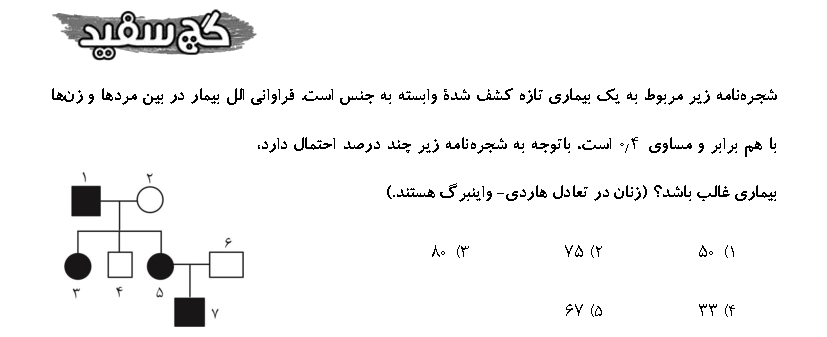 گچ سفید
شجره‌نامه زیر مربوط به یک بیماری تازه کشف شدهٔ وابسته به جنس است. فراوانی الل بیمار در بین مردها و زن‌ها
با هم برابر و مساوی ۰٫۴ است. باتوجه به شجره‌نامه زیر چند درصد احتمال دارد،
بیماری غالب باشد؟ (زنان در تعادل هاردی- واینبرگ هستند.)
۱) ۵۰ ۲) ۷۵ ۳) ۸۰
۴) ۳۳ ۵) ۶۷
۱ ۲
۶
۳ ۴ ۵
۷